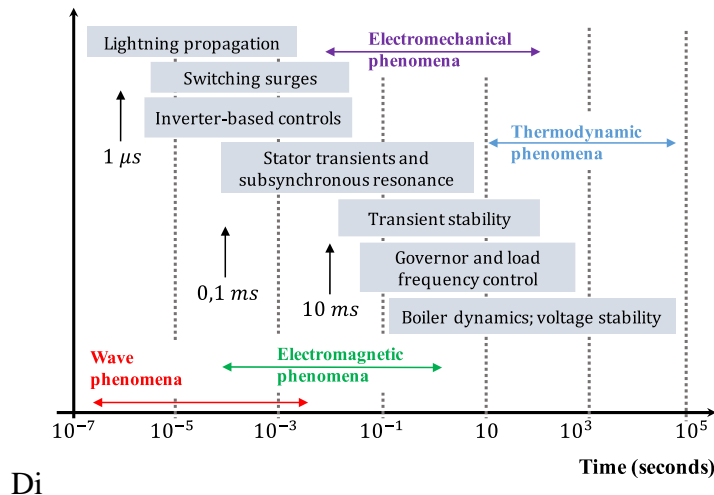 Lightning propagation
Electromechanical
phenomena
Switching surges
Inverter-based controls
1 μs
Thermodynamic
phenomena
Stator transients and
subsynchronous resonance
Transient stability
Governor and load
frequency control
0,1 ms
10 ms
Boiler dynamics; voltage stability
Wave
phenomena
Electromagnetic
phenomena
10⁻⁷ 10⁻⁵ 10⁻³ 10⁻¹ 10 10³ 10⁵
Time (seconds)
Di